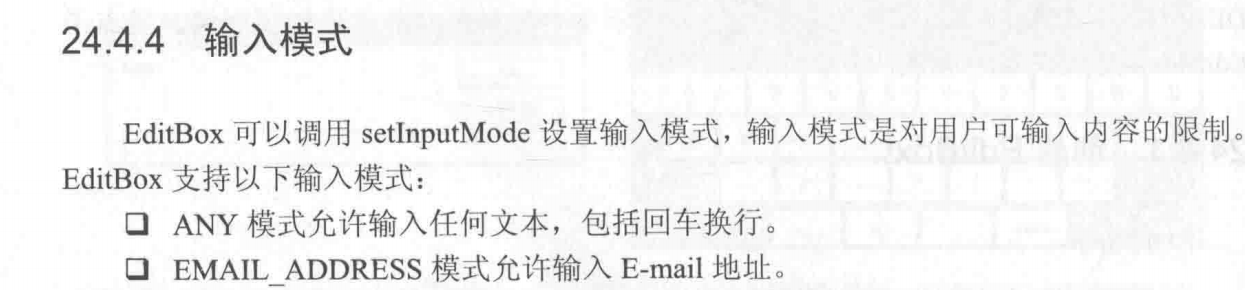 24.4.4 输入模式
EditBox 可以调用 setInputMode 设置输入模式，输入模式是对用户可输入内容的限制。
EditBox 支持以下输入模式：
❑ ANY 模式允许输入任何文本，包括回车换行。
❑ EMAIL_ADDRESS 模式允许输入 E-mail 地址。